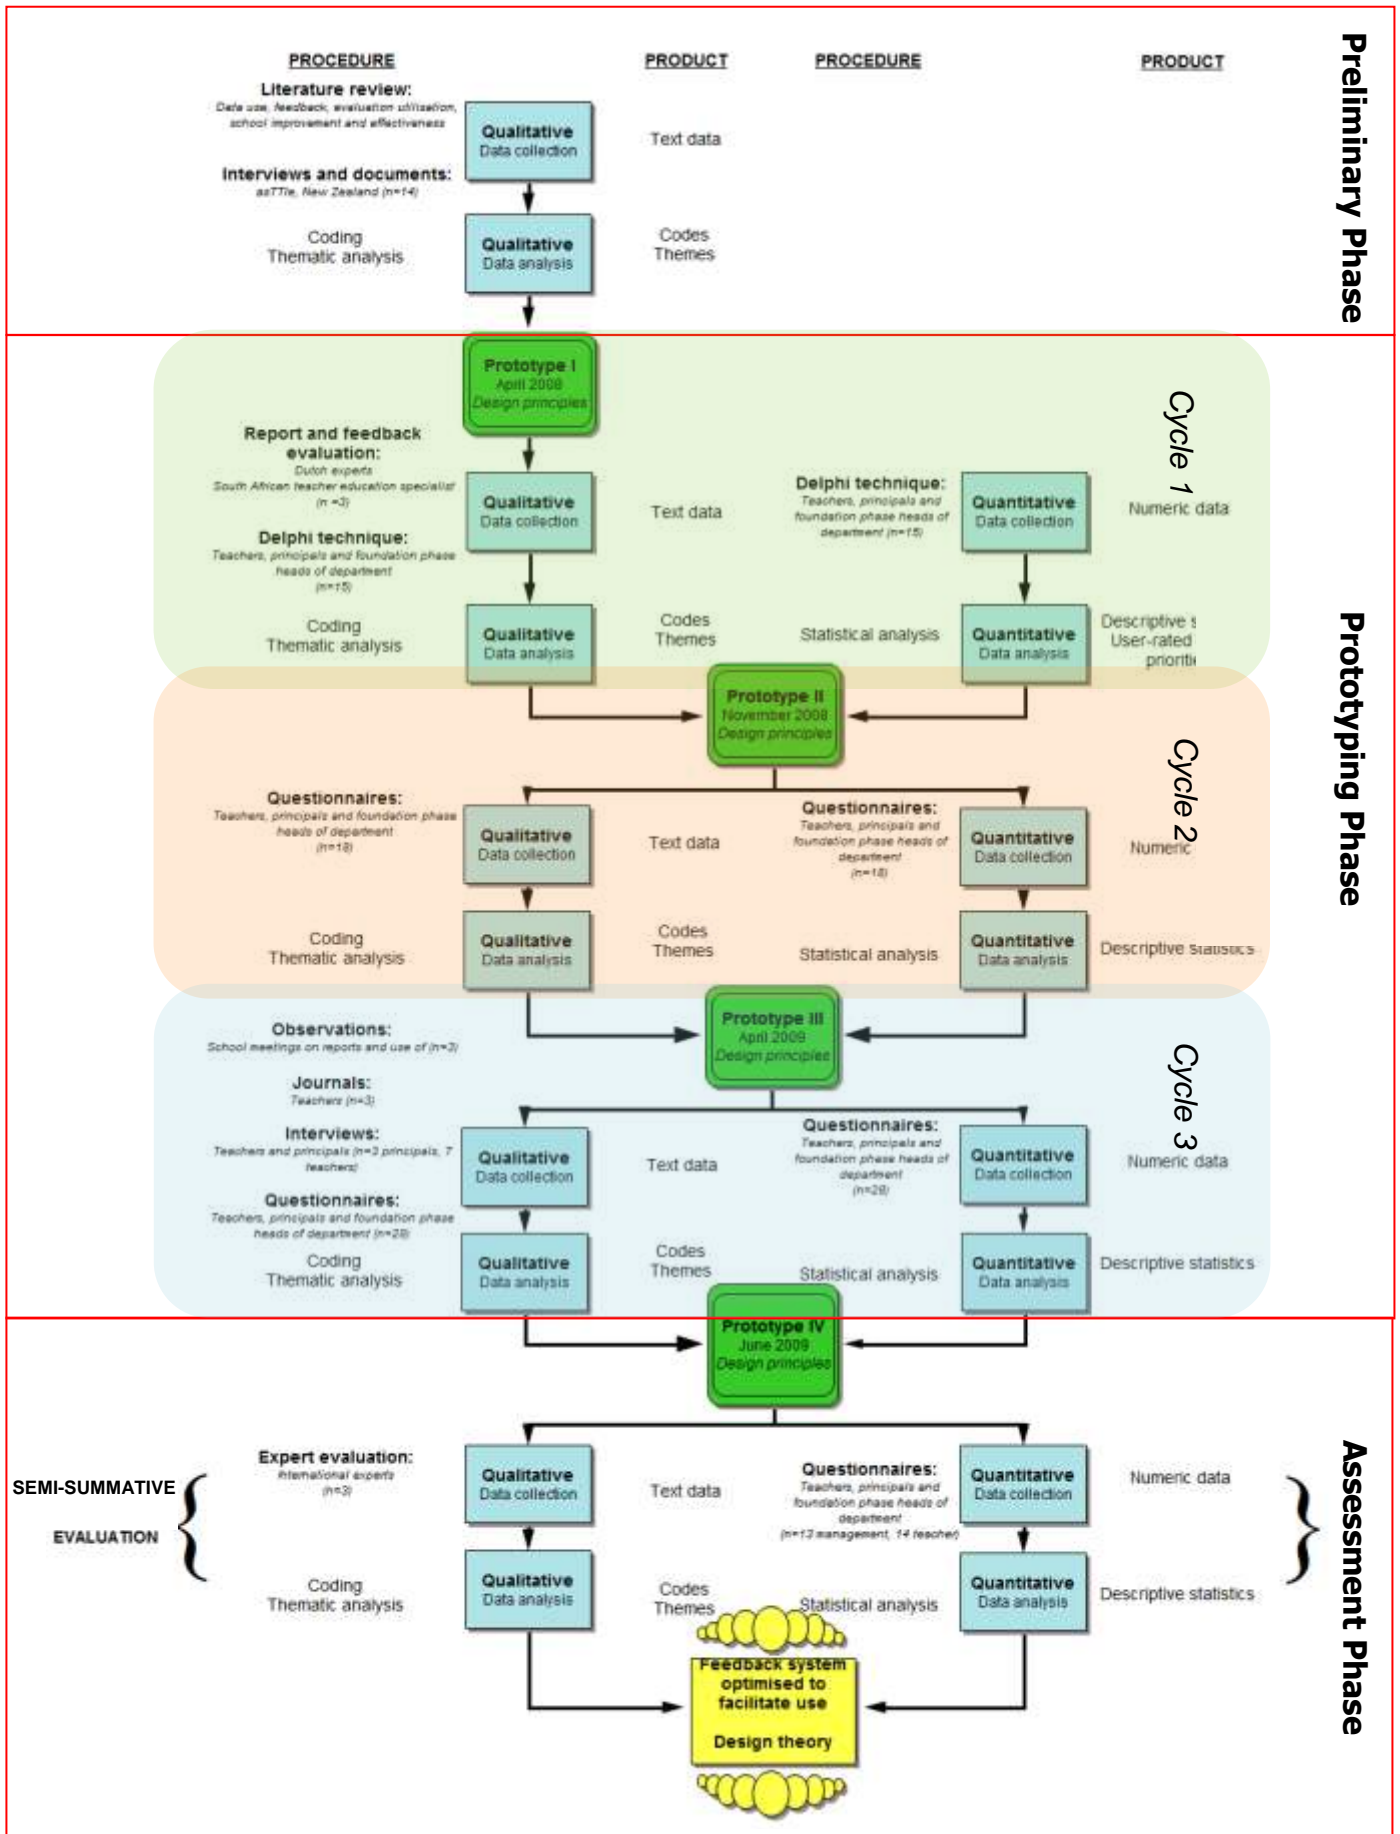 Preliminary Phase
PROCEDURE
PRODUCT
PROCEDURE
PRODUCT
Literature review:
Data use, feedback, evaluation utilisation,
school improvement and effectiveness
Qualitative
Data collection
Text data
Interviews and documents:
asTTle, New Zealand (n=14)
Coding
Thematic analysis
Qualitative
Data analysis
Codes
Themes
Prototyping Phase
Cycle 1
Prototype I
April 2008
Design principles
Report and feedback
evaluation:
Dutch experts
South African teacher education specialist
(n =3)
Delphi technique:
Teachers, principals and foundation phase
heads of department
(n=15)
Qualitative
Data collection
Text data
Delphi technique:
Teachers, principals and
foundation phase heads of
department (n=15)
Quantitative
Data collection
Numeric data
Coding
Thematic analysis
Qualitative
Data analysis
Codes
Themes
Statistical analysis
Quantitative
Data analysis
Descriptive s
User-rated
prioriti
Cycle 2
Prototype II
November 2008
Design principles
Questionnaires:
Teachers, principals and foundation phase
heads of department
(n=18)
Qualitative
Data collection
Text data
Questionnaires:
Teachers, principals and
foundation phase heads of
department
(n=18)
Quantitative
Data collection
Numeric
Coding
Thematic analysis
Qualitative
Data analysis
Codes
Themes
Statistical analysis
Quantitative
Data analysis
Descriptive statistics
Cycle 3
Prototype III
April 2009
Design principles
Observations:
School meetings on reports and use of (n=3)
Journals:
Teachers (n=3)
Interviews:
Teachers and principals (n=3 principals, 7
teachers)
Questionnaires:
Teachers, principals and foundation phase
heads of department (n=28)
Qualitative
Data collection
Text data
Questionnaires:
Teachers, principals and
foundation phase heads of
department
(n=28)
Quantitative
Data collection
Numeric data
Coding
Thematic analysis
Qualitative
Data analysis
Codes
Themes
Statistical analysis
Quantitative
Data analysis
Descriptive statistics
Prototype IV
June 2009
Design principles
Assessment Phase
SEMI-SUMMATIVE
EVALUATION
Expert evaluation:
International experts
(n=3)
Qualitative
Data collection
Text data
Questionnaires:
Teachers, principals and
foundation phase heads of
department
(n=13 management, 14 teacher)
Quantitative
Data collection
Numeric data
Coding
Thematic analysis
Qualitative
Data analysis
Codes
Themes
Statistical analysis
Quantitative
Data analysis
Descriptive statistics
Feedback system
optimised to
facilitate use
Design theory